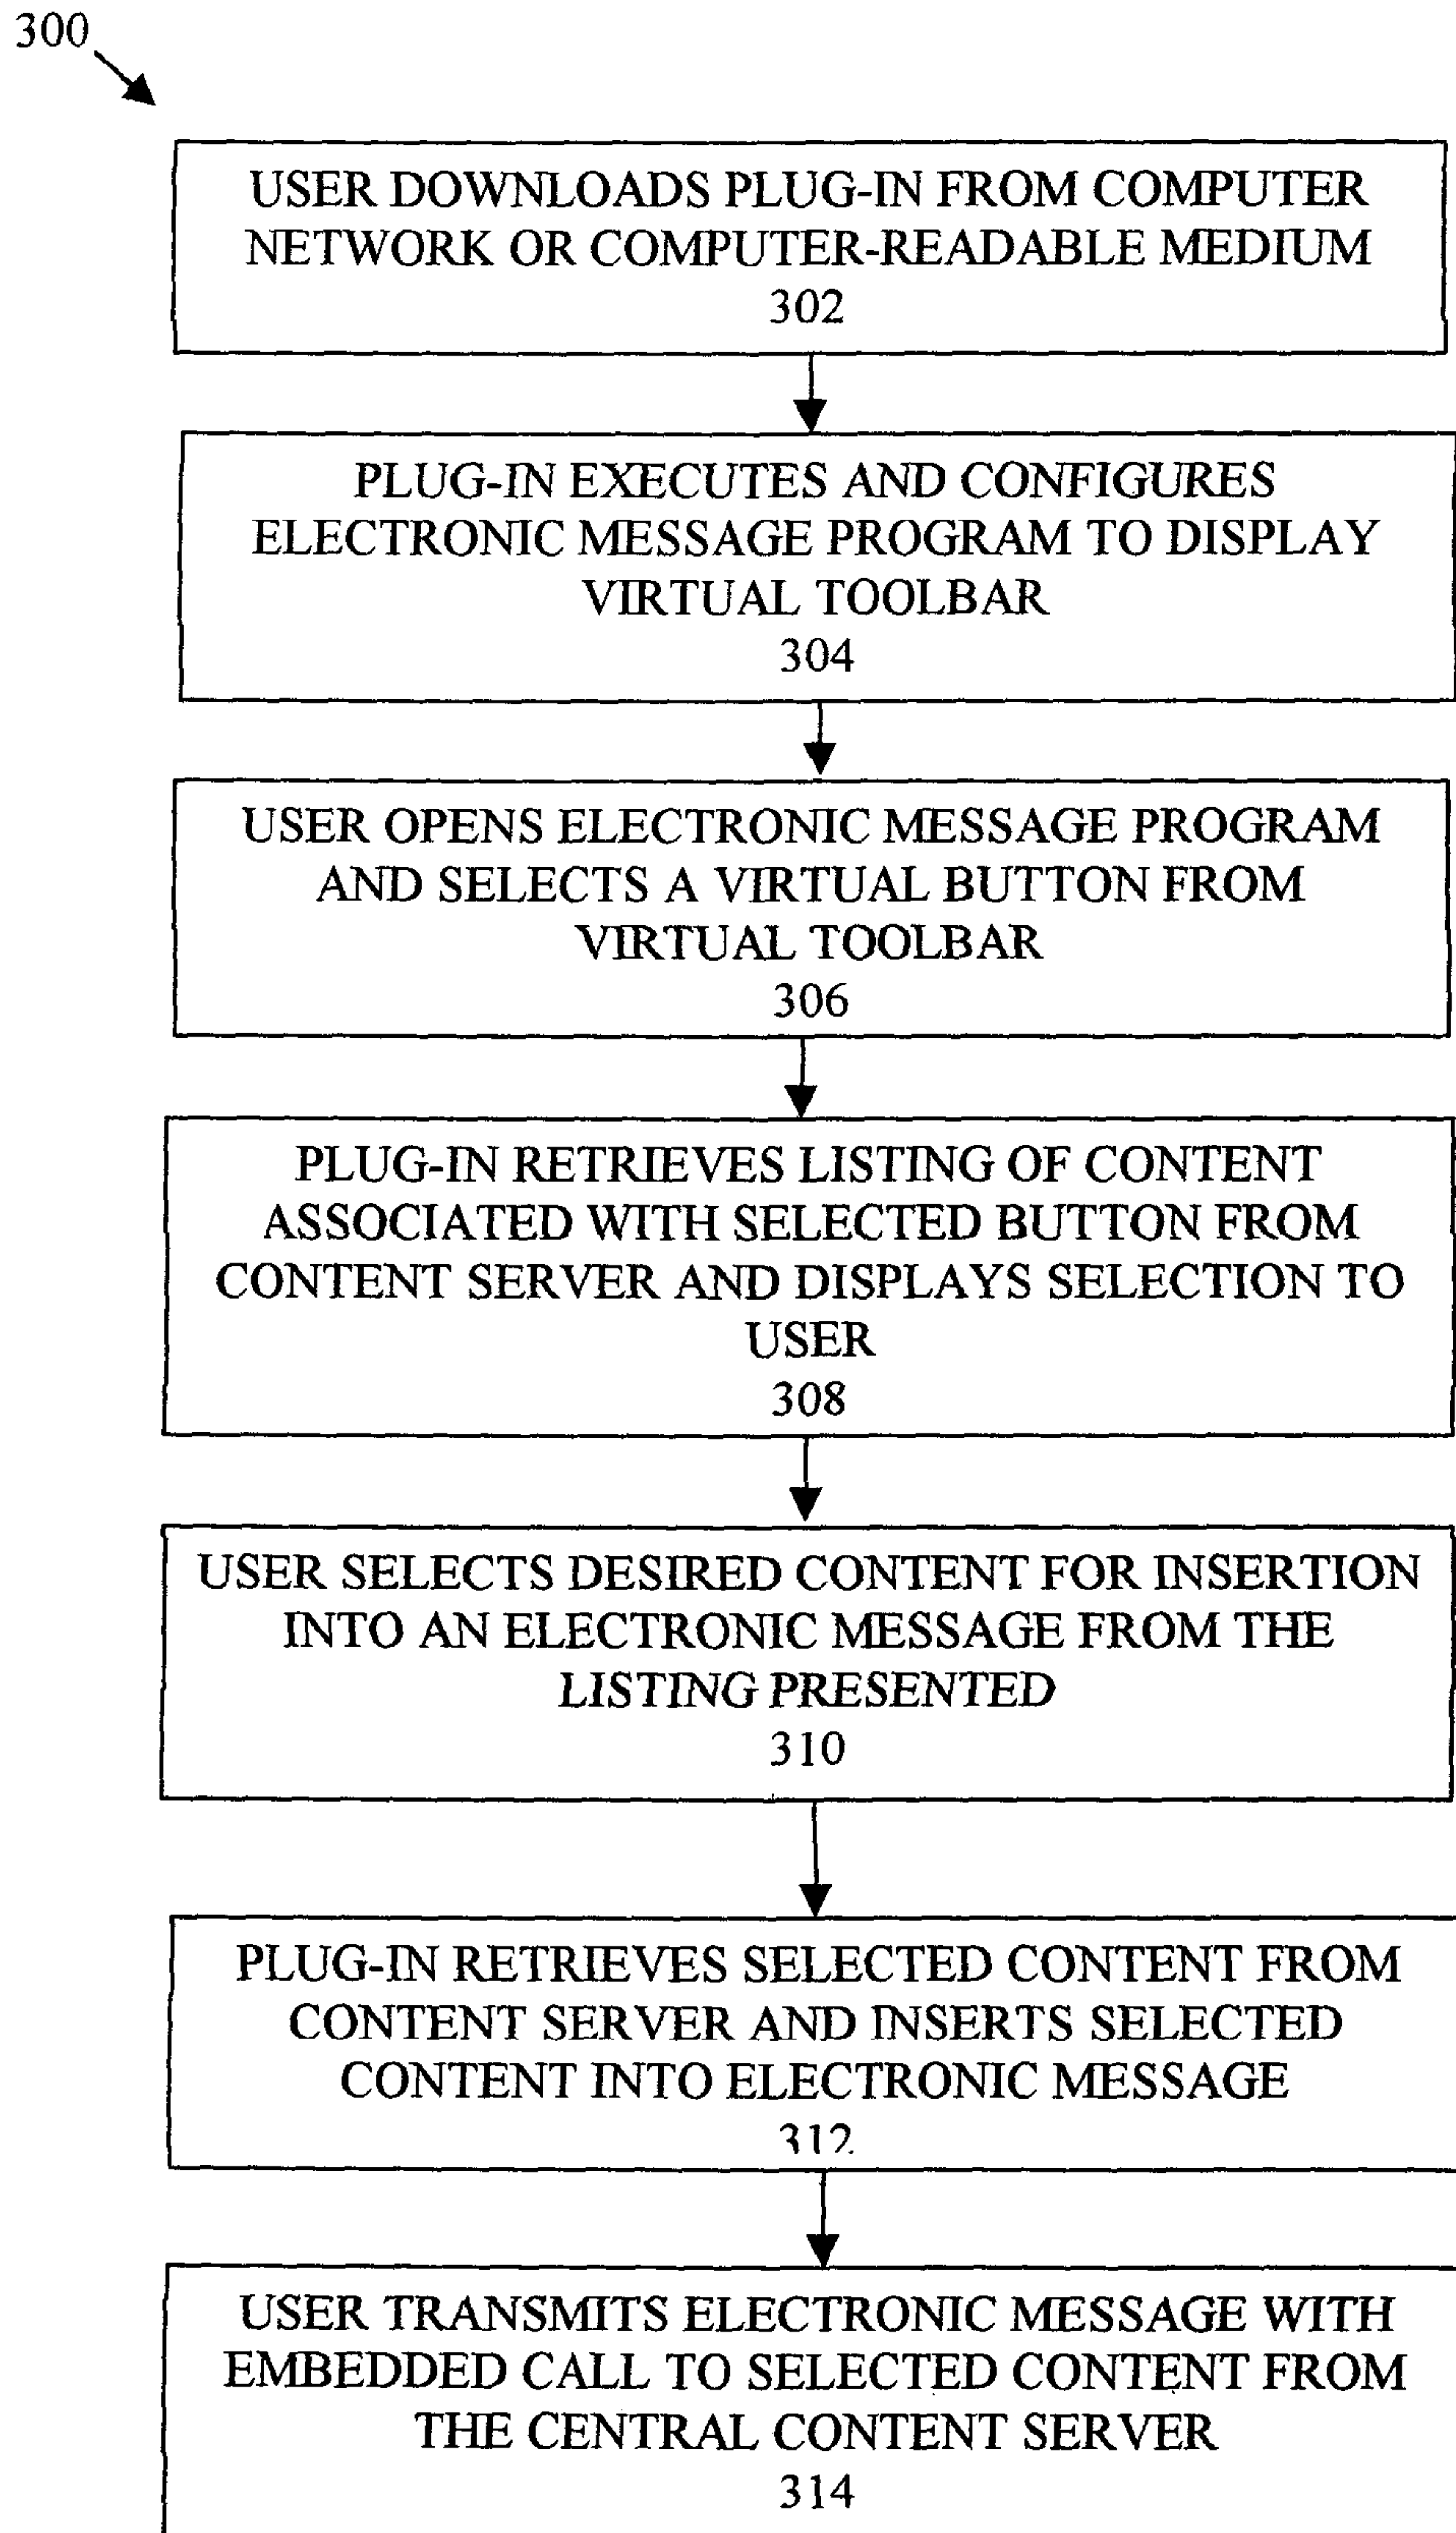 300
USER DOWNLOADS PLUG-IN FROM COMPUTER
NETWORK OR COMPUTER-READABLE MEDIUM
302
PLUG-IN EXECUTES AND CONFIGURES
ELECTRONIC MESSAGE PROGRAM TO DISPLAY
VIRTUAL TOOLBAR
304
USER OPENS ELECTRONIC MESSAGE PROGRAM
AND SELECTS A VIRTUAL BUTTON FROM
VIRTUAL TOOLBAR
306
PLUG-IN RETRIEVES LISTING OF CONTENT
ASSOCIATED WITH SELECTED BUTTON FROM
CONTENT SERVER AND DISPLAYS SELECTION TO
USER
308
USER SELECTS DESIRED CONTENT FOR INSERTION
INTO AN ELECTRONIC MESSAGE FROM THE
LISTING PRESENTED
310
PLUG-IN RETRIEVES SELECTED CONTENT FROM
CONTENT SERVER AND INSERTS SELECTED
CONTENT INTO ELECTRONIC MESSAGE
312
USER TRANSMITS ELECTRONIC MESSAGE WITH
EMBEDDED CALL TO SELECTED CONTENT FROM
THE CENTRAL CONTENT SERVER
314